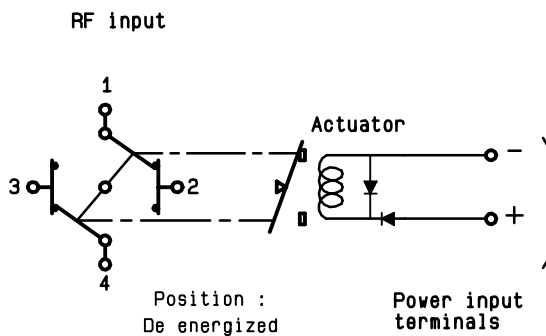 RF input
1
Actuator
-
3
2
+
4
Position :
De energized
Power input
terminals